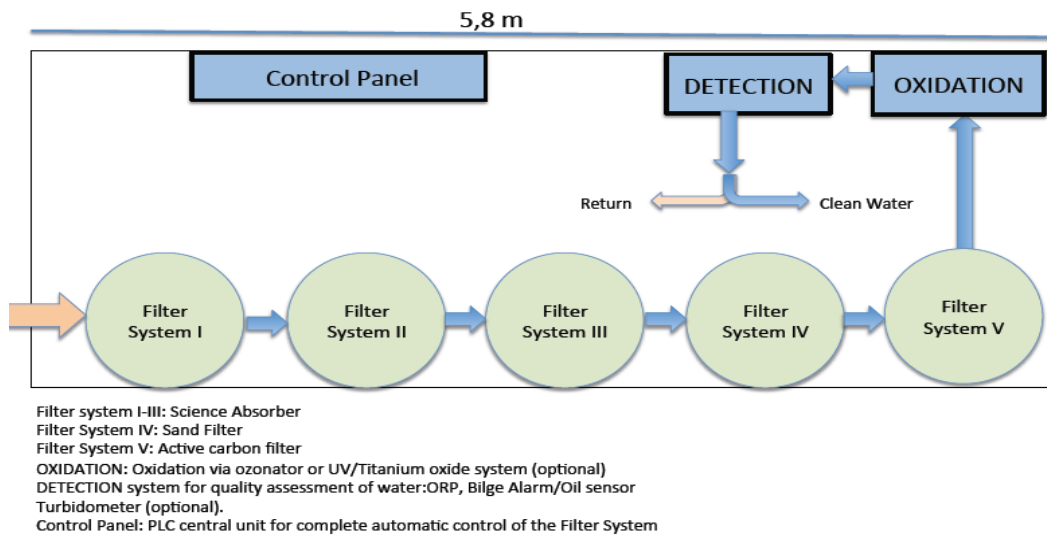 5,8 m
Control Panel
DETECTION
OXIDATION
Return
Clean Water
Filter
System I
Filter
System II
Filter
System III
Filter
System IV
Filter
System V
Filter system I-III: Science Absorber
Filter System IV: Sand Filter
Filter System V: Active carbon filter
OXIDATION: Oxidation via ozonator or UV/Titanium oxide system (optional)
DETECTION system for quality assessment of water:ORP, Bilge Alarm/Oil sensor
Turbidometer (optional).
Control Panel: PLC central unit for complete automatic control of the Filter System